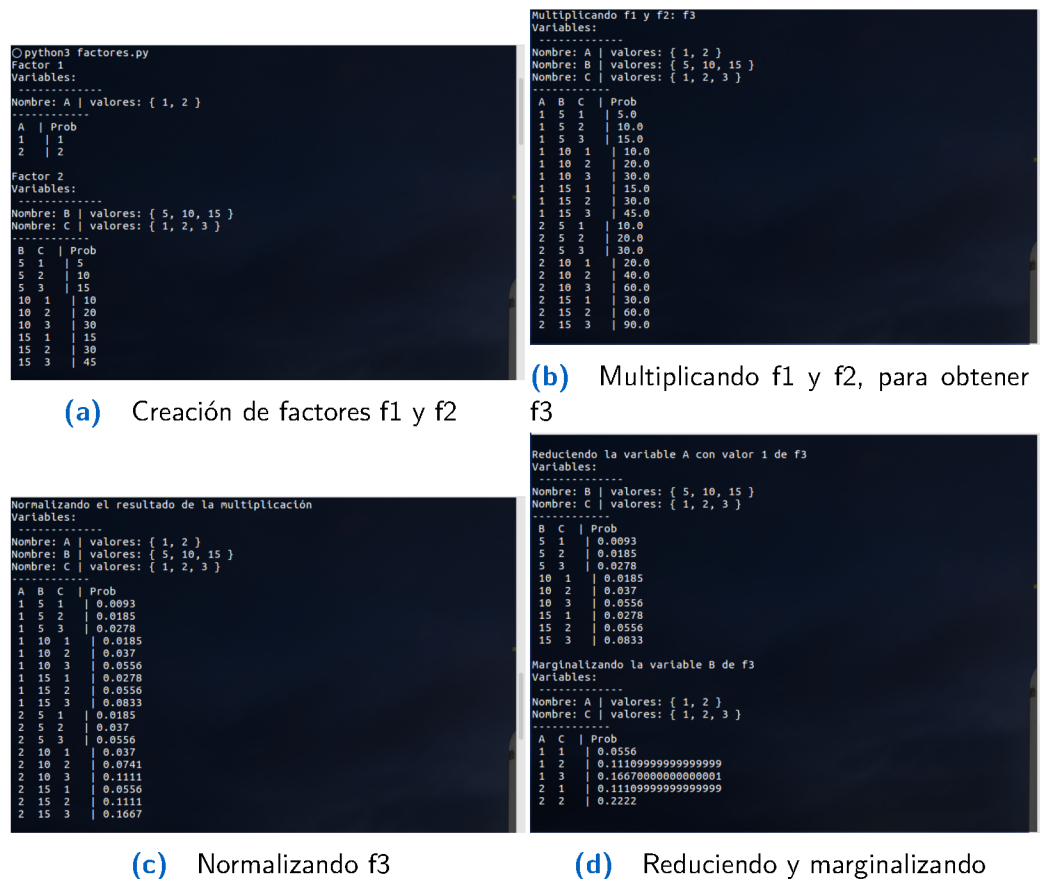 python3 factores.py
Factor 1
Variables:
-------------
Nombre: A | valores: { 1, 2 }
------------
A | Prob
1 | 1
2 | 2
Factor 2
Variables:
-------------
Nombre: B | valores: { 5, 10, 15 }
Nombre: C | valores: { 1, 2, 3 }
------------
B C | Prob
5 1 | 5
5 2 | 10
5 3 | 15
10 1 | 10
10 2 | 20
10 3 | 30
15 1 | 15
15 2 | 30
15 3 | 45
(a) Creación de factores f1 y f2
Multiplicando f1 y f2: f3
Variables:
-------------
Nombre: A | valores: { 1, 2 }
Nombre: B | valores: { 5, 10, 15 }
Nombre: C | valores: { 1, 2, 3 }
------------
A B C | Prob
1 5 1 | 5.0
1 5 2 | 10.0
1 5 3 | 15.0
1 10 1 | 10.0
1 10 2 | 20.0
1 10 3 | 30.0
1 15 1 | 15.0
1 15 2 | 30.0
1 15 3 | 45.0
2 5 1 | 10.0
2 5 2 | 20.0
2 5 3 | 30.0
2 10 1 | 20.0
2 10 2 | 40.0
2 10 3 | 60.0
2 15 1 | 30.0
2 15 2 | 60.0
2 15 3 | 90.0
(b) Multiplicando f1 y f2, para obtener
f3
Normalizando el resultado de la multiplicación
Variables:
-------------
Nombre: A | valores: { 1, 2 }
Nombre: B | valores: { 5, 10, 15 }
Nombre: C | valores: { 1, 2, 3 }
------------
A B C | Prob
1 5 1 | 0.0093
1 5 2 | 0.0185
1 5 3 | 0.0278
1 10 1 | 0.0185
1 10 2 | 0.037
1 10 3 | 0.0556
1 15 1 | 0.0278
1 15 2 | 0.0556
1 15 3 | 0.0833
2 5 1 | 0.0185
2 5 2 | 0.037
2 5 3 | 0.0556
2 10 1 | 0.037
2 10 2 | 0.0741
2 10 3 | 0.1111
2 15 1 | 0.0556
2 15 2 | 0.1111
2 15 3 | 0.1667
(c) Normalizando f3
Reduciendo la variable A con valor 1 de f3
Variables:
-------------
Nombre: B | valores: { 5, 10, 15 }
Nombre: C | valores: { 1, 2, 3 }
------------
B C | Prob
5 1 | 0.0093
5 2 | 0.0185
5 3 | 0.0278
10 1 | 0.0185
10 2 | 0.037
10 3 | 0.0556
15 1 | 0.0278
15 2 | 0.0556
15 3 | 0.0833
Marginalizando la variable B de f3
Variables:
-------------
Nombre: A | valores: { 1, 2 }
Nombre: C | valores: { 1, 2, 3 }
------------
A C | Prob
1 1 | 0.0556
1 2 | 0.11109999999999999
1 3 | 0.16670000000000001
2 1 | 0.11109999999999999
2 2 | 0.2222
(d) Reduciendo y marginalizando